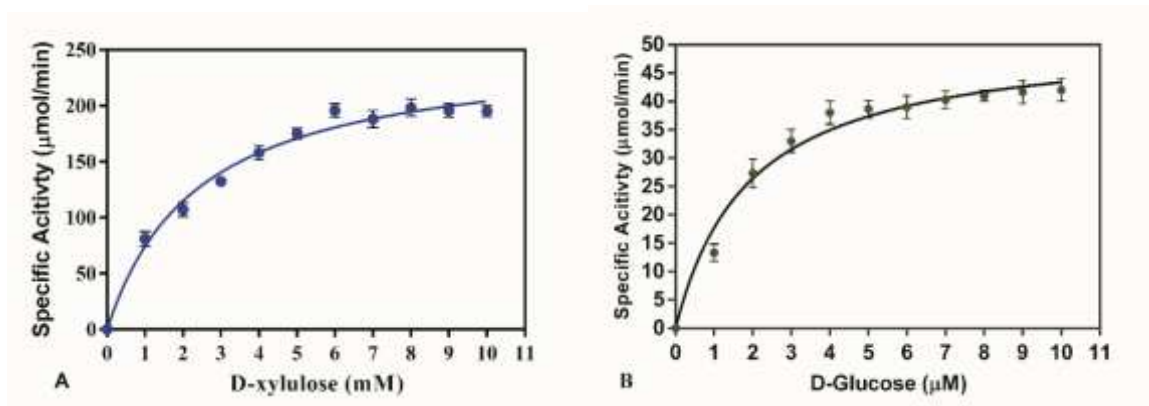 250
200
150
100
50
0
Specific Acitivty (μmol/min)
0 1 2 3 4 5 6 7 8 9 10 11
D-xylulose (mM)
A
50
45
40
35
30
25
20
15
10
5
0
Specific Acitivty (μmol/min)
0 1 2 3 4 5 6 7 8 9 10 11
D-Glucose (μM)
B